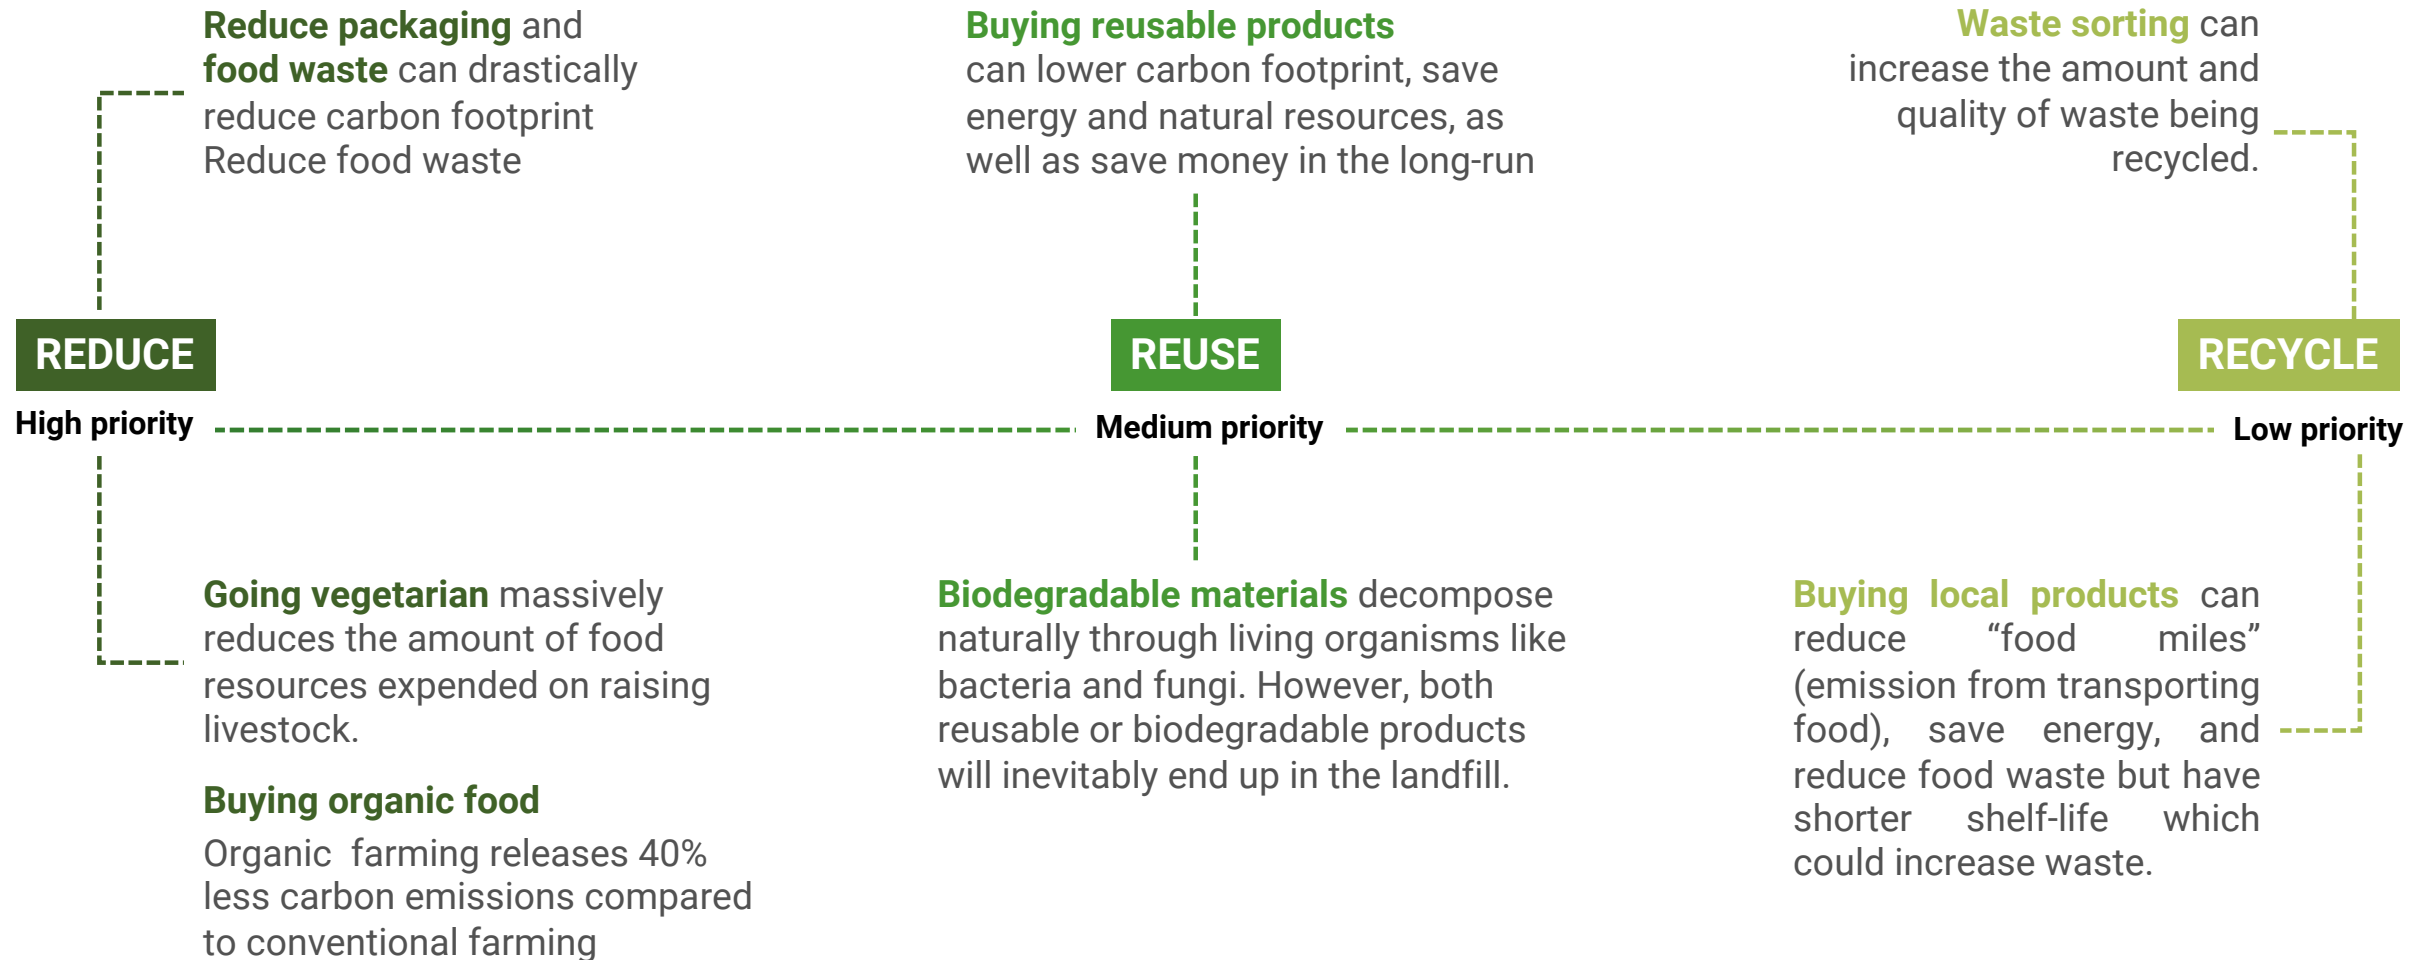 Reduce packaging and
food waste can drastically
reduce carbon footprint
Reduce food waste
Buying reusable products
can lower carbon footprint, save
energy and natural resources, as
well as save money in the long-run
Waste sorting can
increase the amount and
quality of waste being
recycled.
REDUCE
REUSE
RECYCLE
High priority
Medium priority
Low priority
Going vegetarian massively
reduces the amount of food
resources expended on raising
livestock.
Buying organic food
Organic farming releases 40%
less carbon emissions compared
to conventional farming
Biodegradable materials decompose
naturally through living organisms like
bacteria and fungi. However, both
reusable or biodegradable products
will inevitably end up in the landfill.
Buying local products can
reduce “food miles”
(emission from transporting
food), save energy, and
reduce food waste but have
shorter shelf-life which
could increase waste.